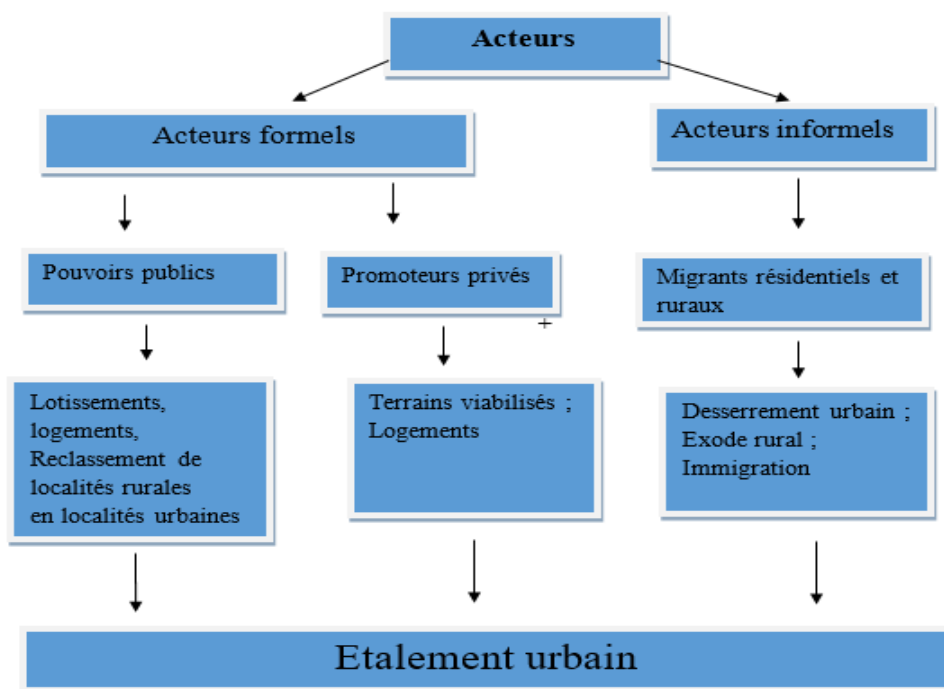 Acteurs
Acteurs formels
Acteurs informels
Pouvoirs publics
Promoteurs privés
Migrants résidentiels et
ruraux
+
Lotissements,
logements,
Reclassement de
localités rurales
en localités urbaines
Terrains viabilisés ;
Logements
Desserrement urbain ;
Exode rural ;
Immigration
Etalement urbain